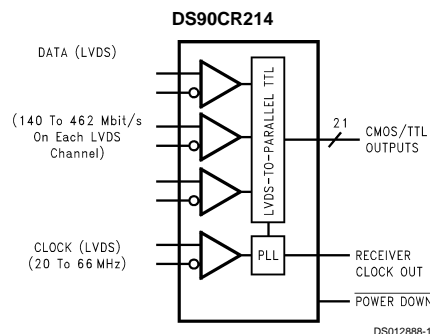 DS90CR214
DATA (LVDS)
(140 To 462 Mbit/s
On Each LVDS
Channel)
LVDS-TO-PARALLEL TTL
21
CMOS/TTL
OUTPUTS
CLOCK (LVDS)
(20 To 66 MHz)
PLL
RECEIVER
CLOCK OUT
POWER DOWN
DS012888-1